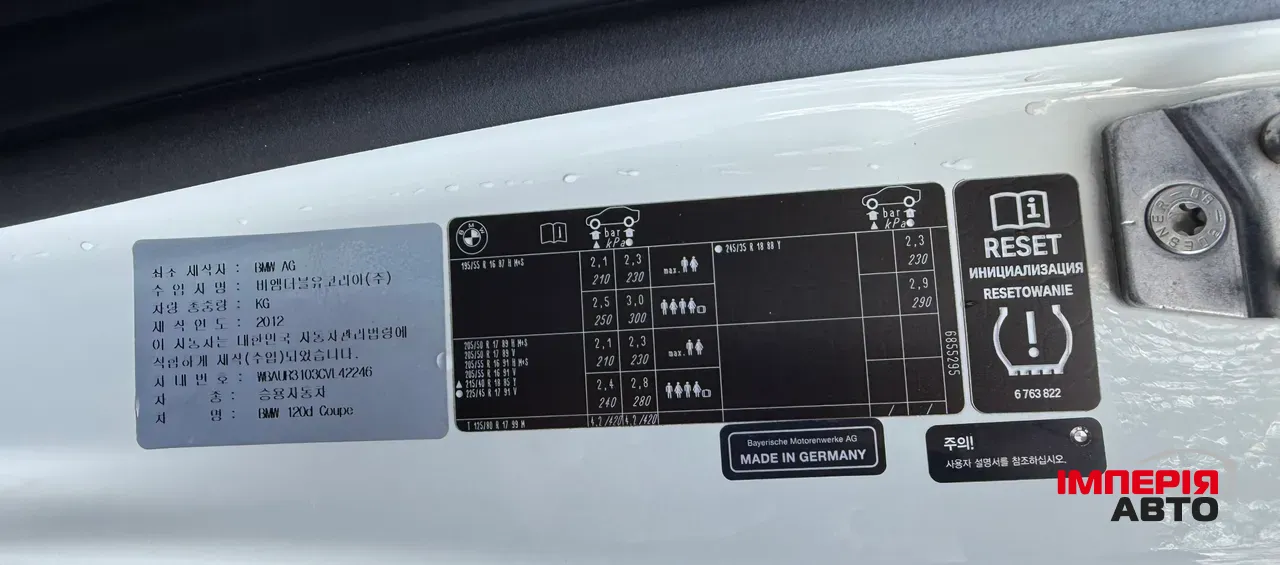 최소 제작자 : BMW AG
수 입 자 명 : 비엠더블유코리아(주)
차량 총중량 : KG
제 작 연 도 : 2012
이 자동차는 대한민국 자동차관리법령에
적합하게 제작(수입)되었습니다.
차 대 번 호 : WBAUR3103CVL42246
차 종 : 승용자동차
차 명 : BMW 120d Coupe
BMW
bar
kPa
195/55 R 16 87 H M+S
2,1 2,3
210 230
max.
2,5 3,0
250 300
205/50 R 17 89 H M+S
205/50 R 17 89 V
205/55 R 16 91 H M+S
205/55 R 16 91 V
215/40 R 18 85 Y
225/45 R 17 91 V
2,1 2,3
210 230
max.
2,4 2,8
240 280
T 125/80 R 17 99 M
4,2 /420 4,2 /420
245/35 R 18 88 Y
bar
kPa
2,3
230
2,9
290
/ /
6855295
i
RESET
ИНИЦИАЛИЗАЦИЯ
RESETOWANIE
6 763 822
Bayerische Motorenwerke AG
MADE IN GERMANY
주의!
사용자 설명서를 참조하십시오.
ІМПЕРІЯ
АВТО